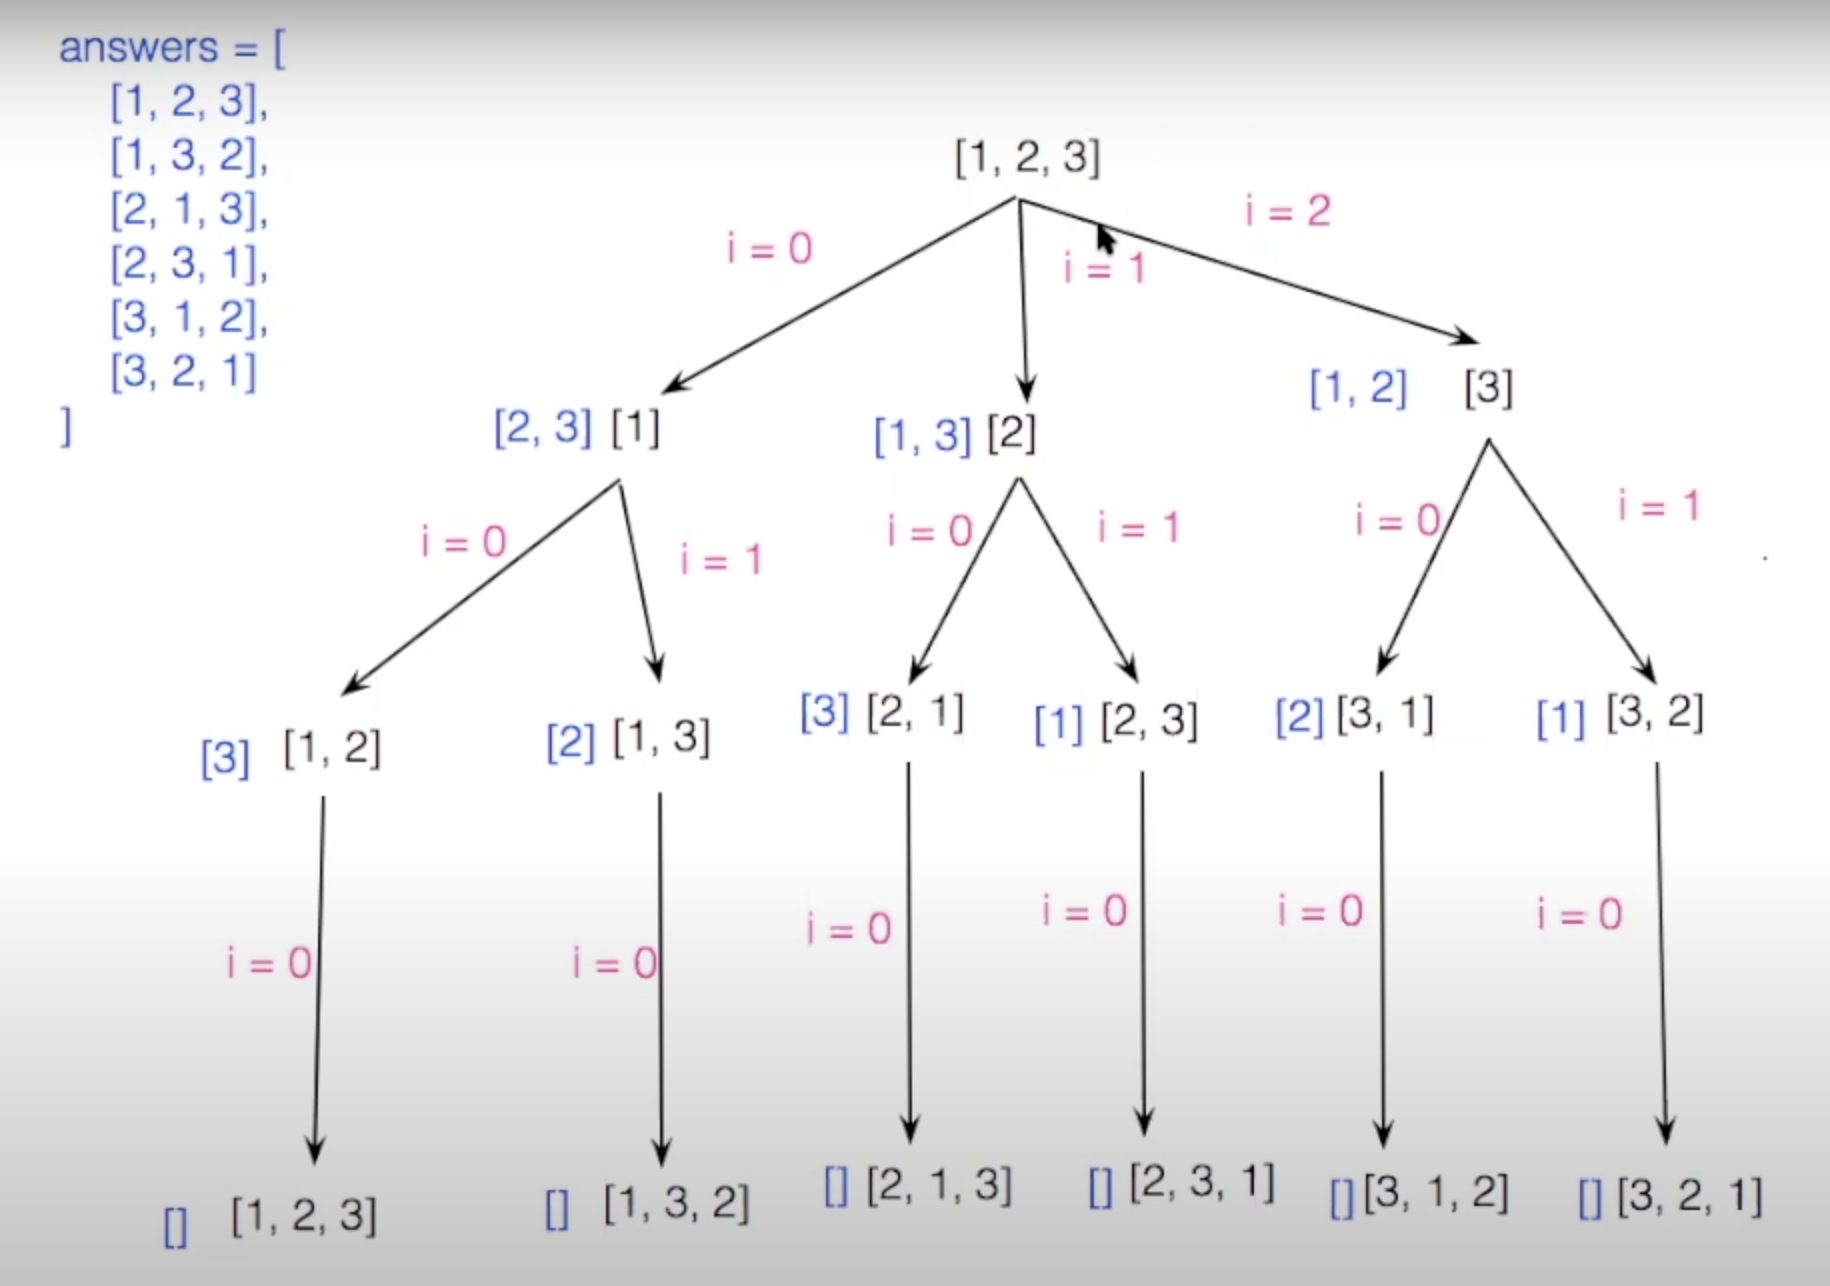 answers = [
[1, 2, 3],
[1, 3, 2],
[2, 1, 3],
[2, 3, 1],
[3, 1, 2],
[3, 2, 1]
]
[1, 2, 3]
i = 0
i = 1
i = 2
[2, 3] [1]
[1, 3] [2]
[1, 2] [3]
i = 0
i = 1
i = 0
i = 1
i = 0
i = 1
[3] [1, 2]
[2] [1, 3]
[3] [2, 1]
[1] [2, 3]
[2] [3, 1]
[1] [3, 2]
i = 0
i = 0
i = 0
i = 0
i = 0
i = 0
[] [1, 2, 3]
[] [1, 3, 2]
[] [2, 1, 3]
[] [2, 3, 1]
[] [3, 1, 2]
[] [3, 2, 1]